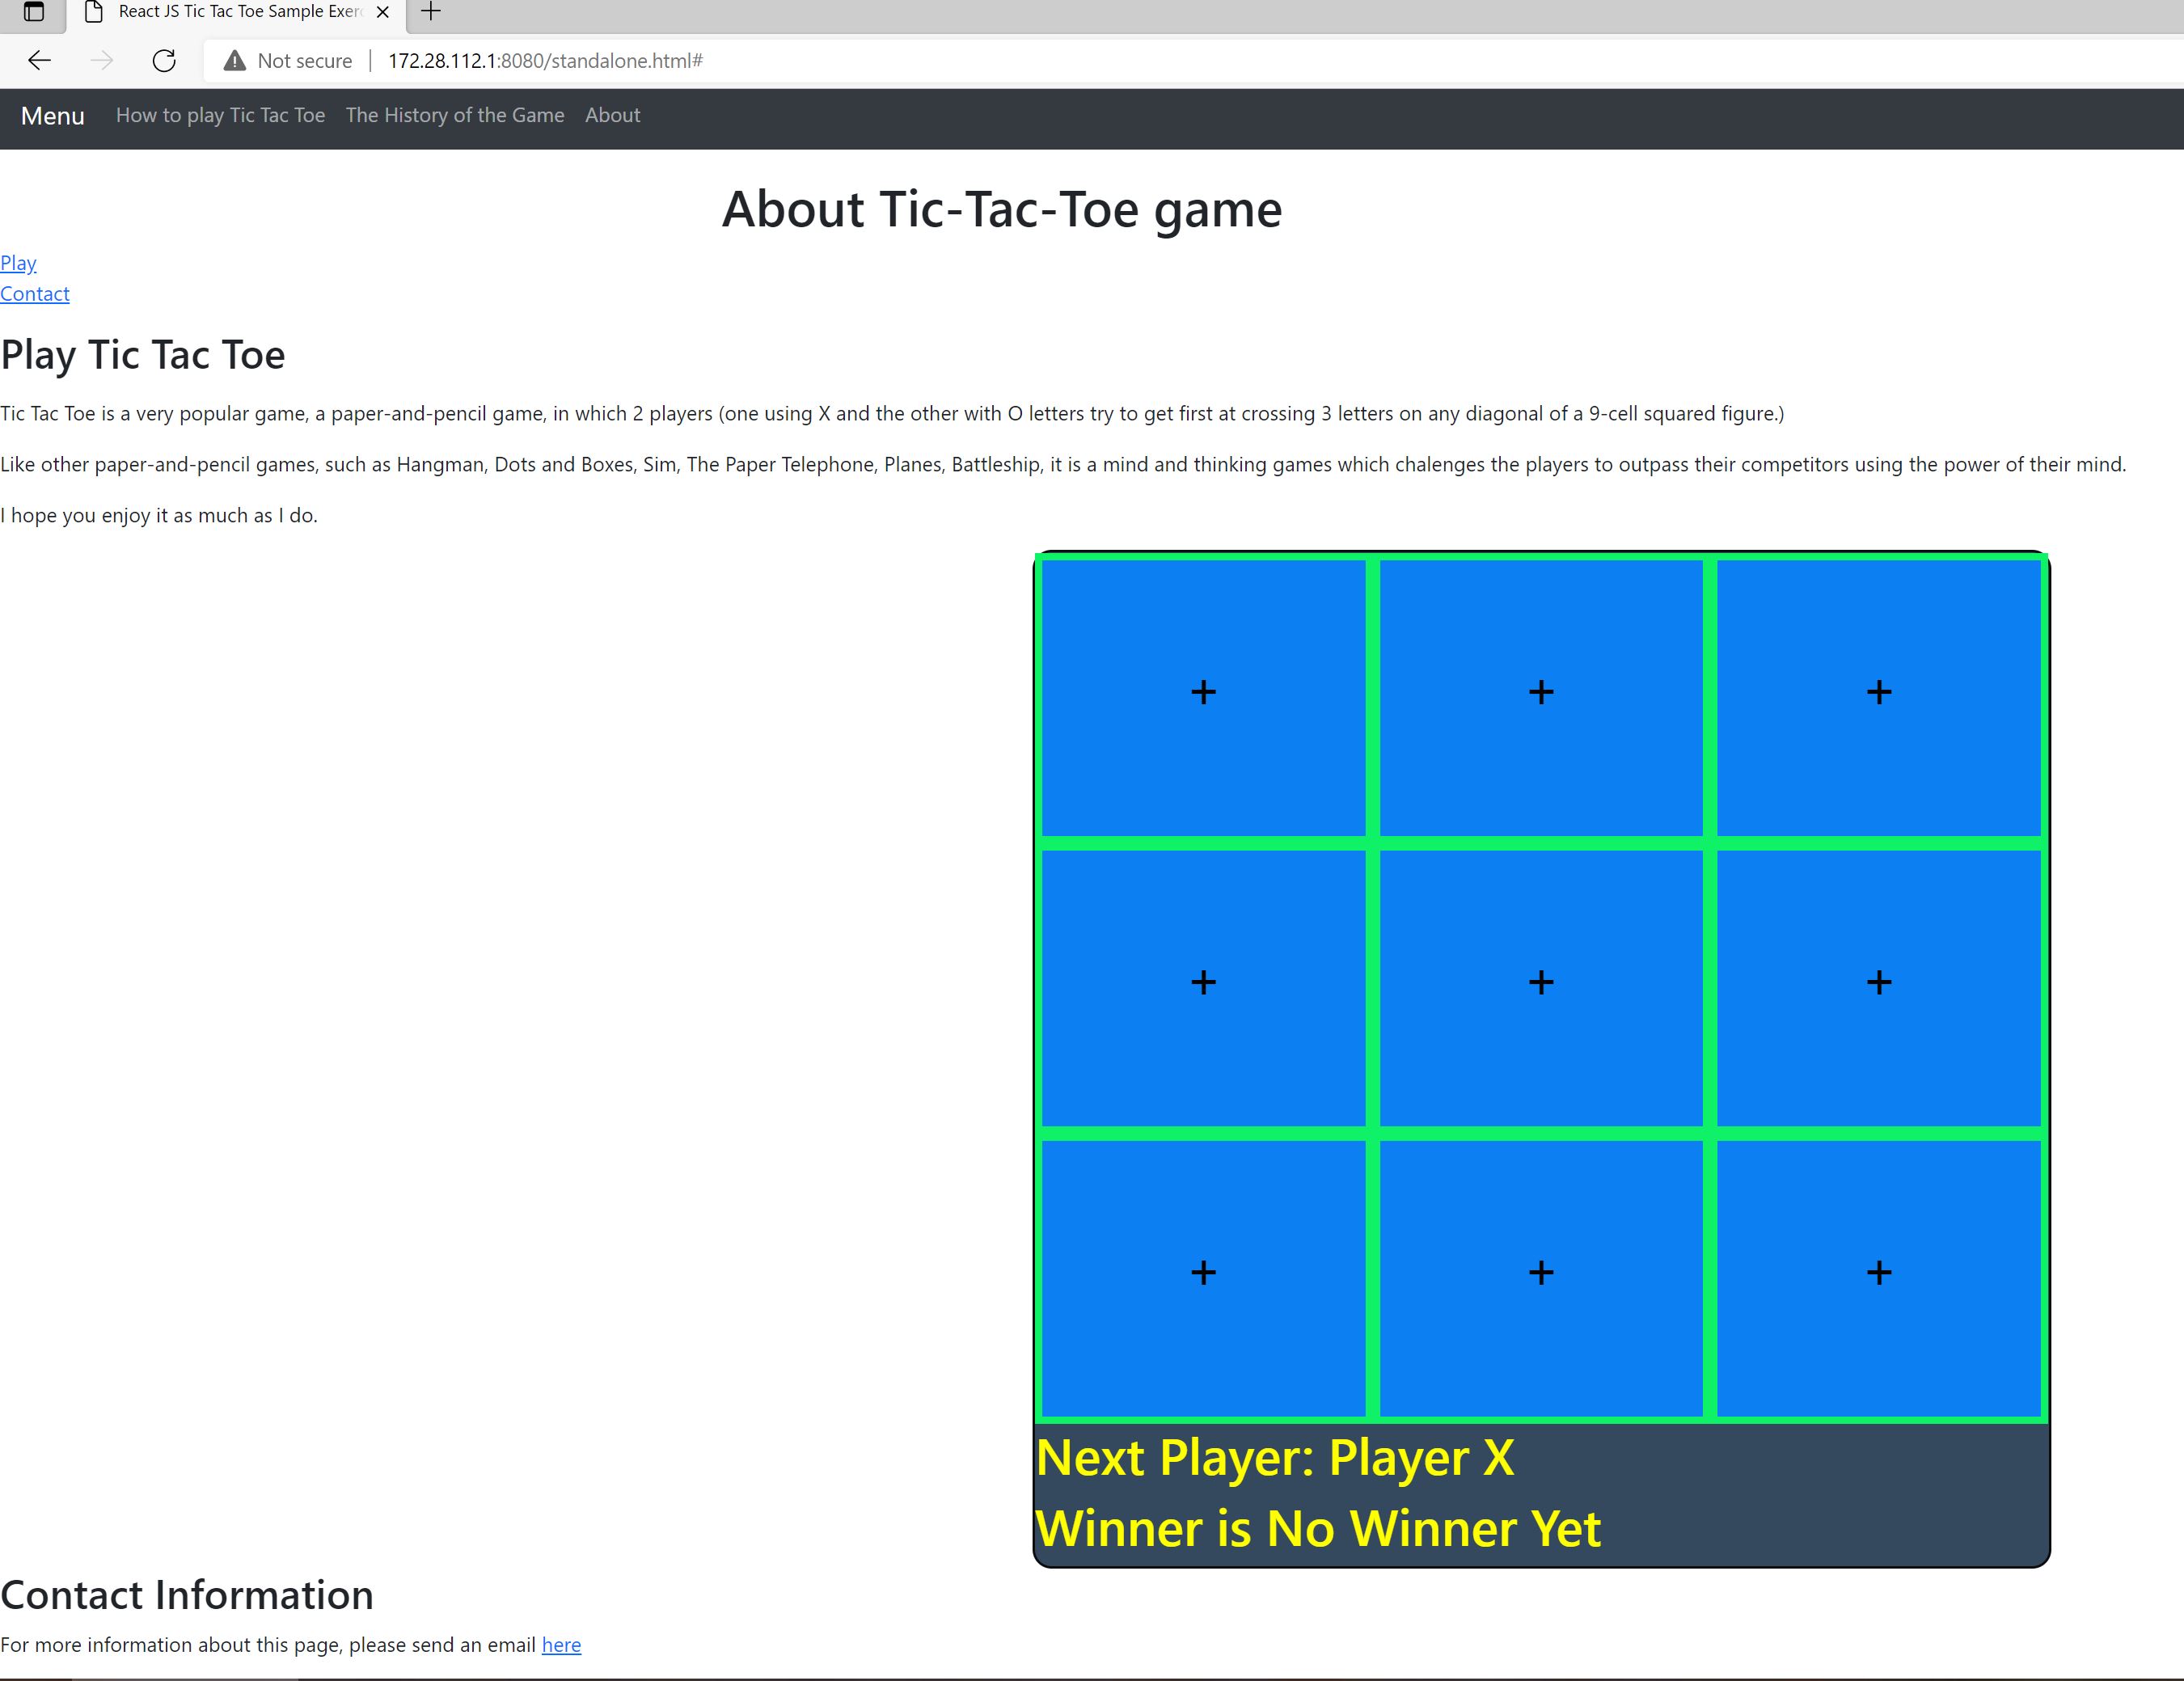 React JS Tic Tac Toe Sample Exer
Not secure | 172.28.112.1:8080/standalone.html#
Menu How to play Tic Tac Toe The History of the Game About
About Tic-Tac-Toe game
Play
Contact
Play Tic Tac Toe
Tic Tac Toe is a very popular game, a paper-and-pencil game, in which 2 players (one using X and the other with O letters try to get first at crossing 3 letters on any diagonal of a 9-cell squared figure.)
Like other paper-and-pencil games, such as Hangman, Dots and Boxes, Sim, The Paper Telephone, Planes, Battleship, it is a mind and thinking games which chalenges the players to outpass their competitors using the power of their mind.
I hope you enjoy it as much as I do.
+ + +
+ + +
+ + +
Next Player: Player X
Winner is No Winner Yet
Contact Information
For more information about this page, please send an email here